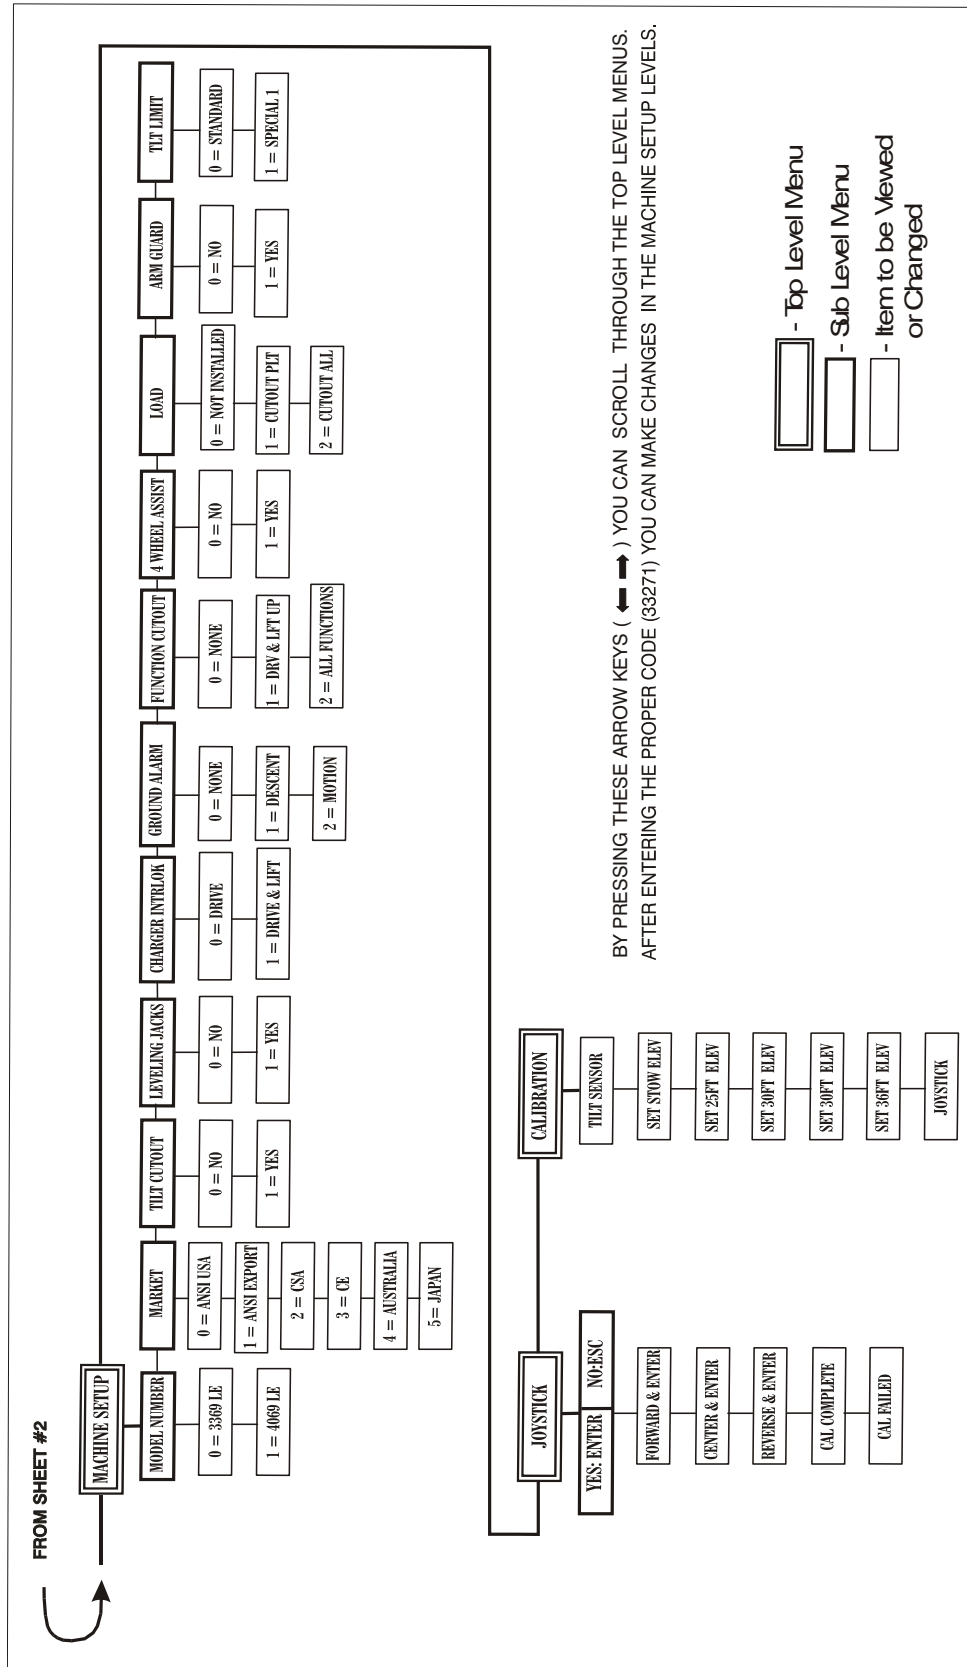 FROM SHEET #2
MACHINE SETUP
MODEL NUMBER
0 = 3369 LE
1 = 4069 LE
MARKET
0 = ANSI USA
1 = ANSI EXPORT
2 = CSA
3 = CE
4 = AUSTRALIA
5 = JAPAN
TILT CUTOUT
0 = NO
1 = YES
LEVELING JACKS
0 = NO
1 = YES
CHARGER INTRLOK
0 = DRIVE
1 = DRIVE & LIFT
GROUND ALARM
0 = NONE
1 = DESCENT
2 = MOTION
FUNCTION CUTOUT
0 = NONE
1 = DRV & LFT UP
2 = ALL FUNCTIONS
4 WHEEL ASSIST
0 = NO
1 = YES
LOAD
0 = NOT INSTALLED
1 = CUTOUT PLT
2 = CUTOUT ALL
ARM GUARD
0 = NO
1 = YES
TLT LIMIT
0 = STANDARD
1 = SPECIAL 1
JOYSTICK
YES: ENTER NO:ESC
FORWARD & ENTER
CENTER & ENTER
REVERSE & ENTER
CAL COMPLETE
CAL FAILED
CALIBRATION
TILT SENSOR
SET STOW ELEV
SET 25FT ELEV
SET 30FT ELEV
SET 30FT ELEV
SET 36FT ELEV
JOYSTICK
BY PRESSING THESE ARROW KEYS ( ⬅ ➡ ) YOU CAN SCROLL THROUGH THE TOP LEVEL MENUS.
AFTER ENTERING THE PROPER CODE (33271) YOU CAN MAKE CHANGES IN THE MACHINE SETUP LEVELS.
- Top Level Menu
- Sub Level Menu
- Item to be Viewed
or Changed